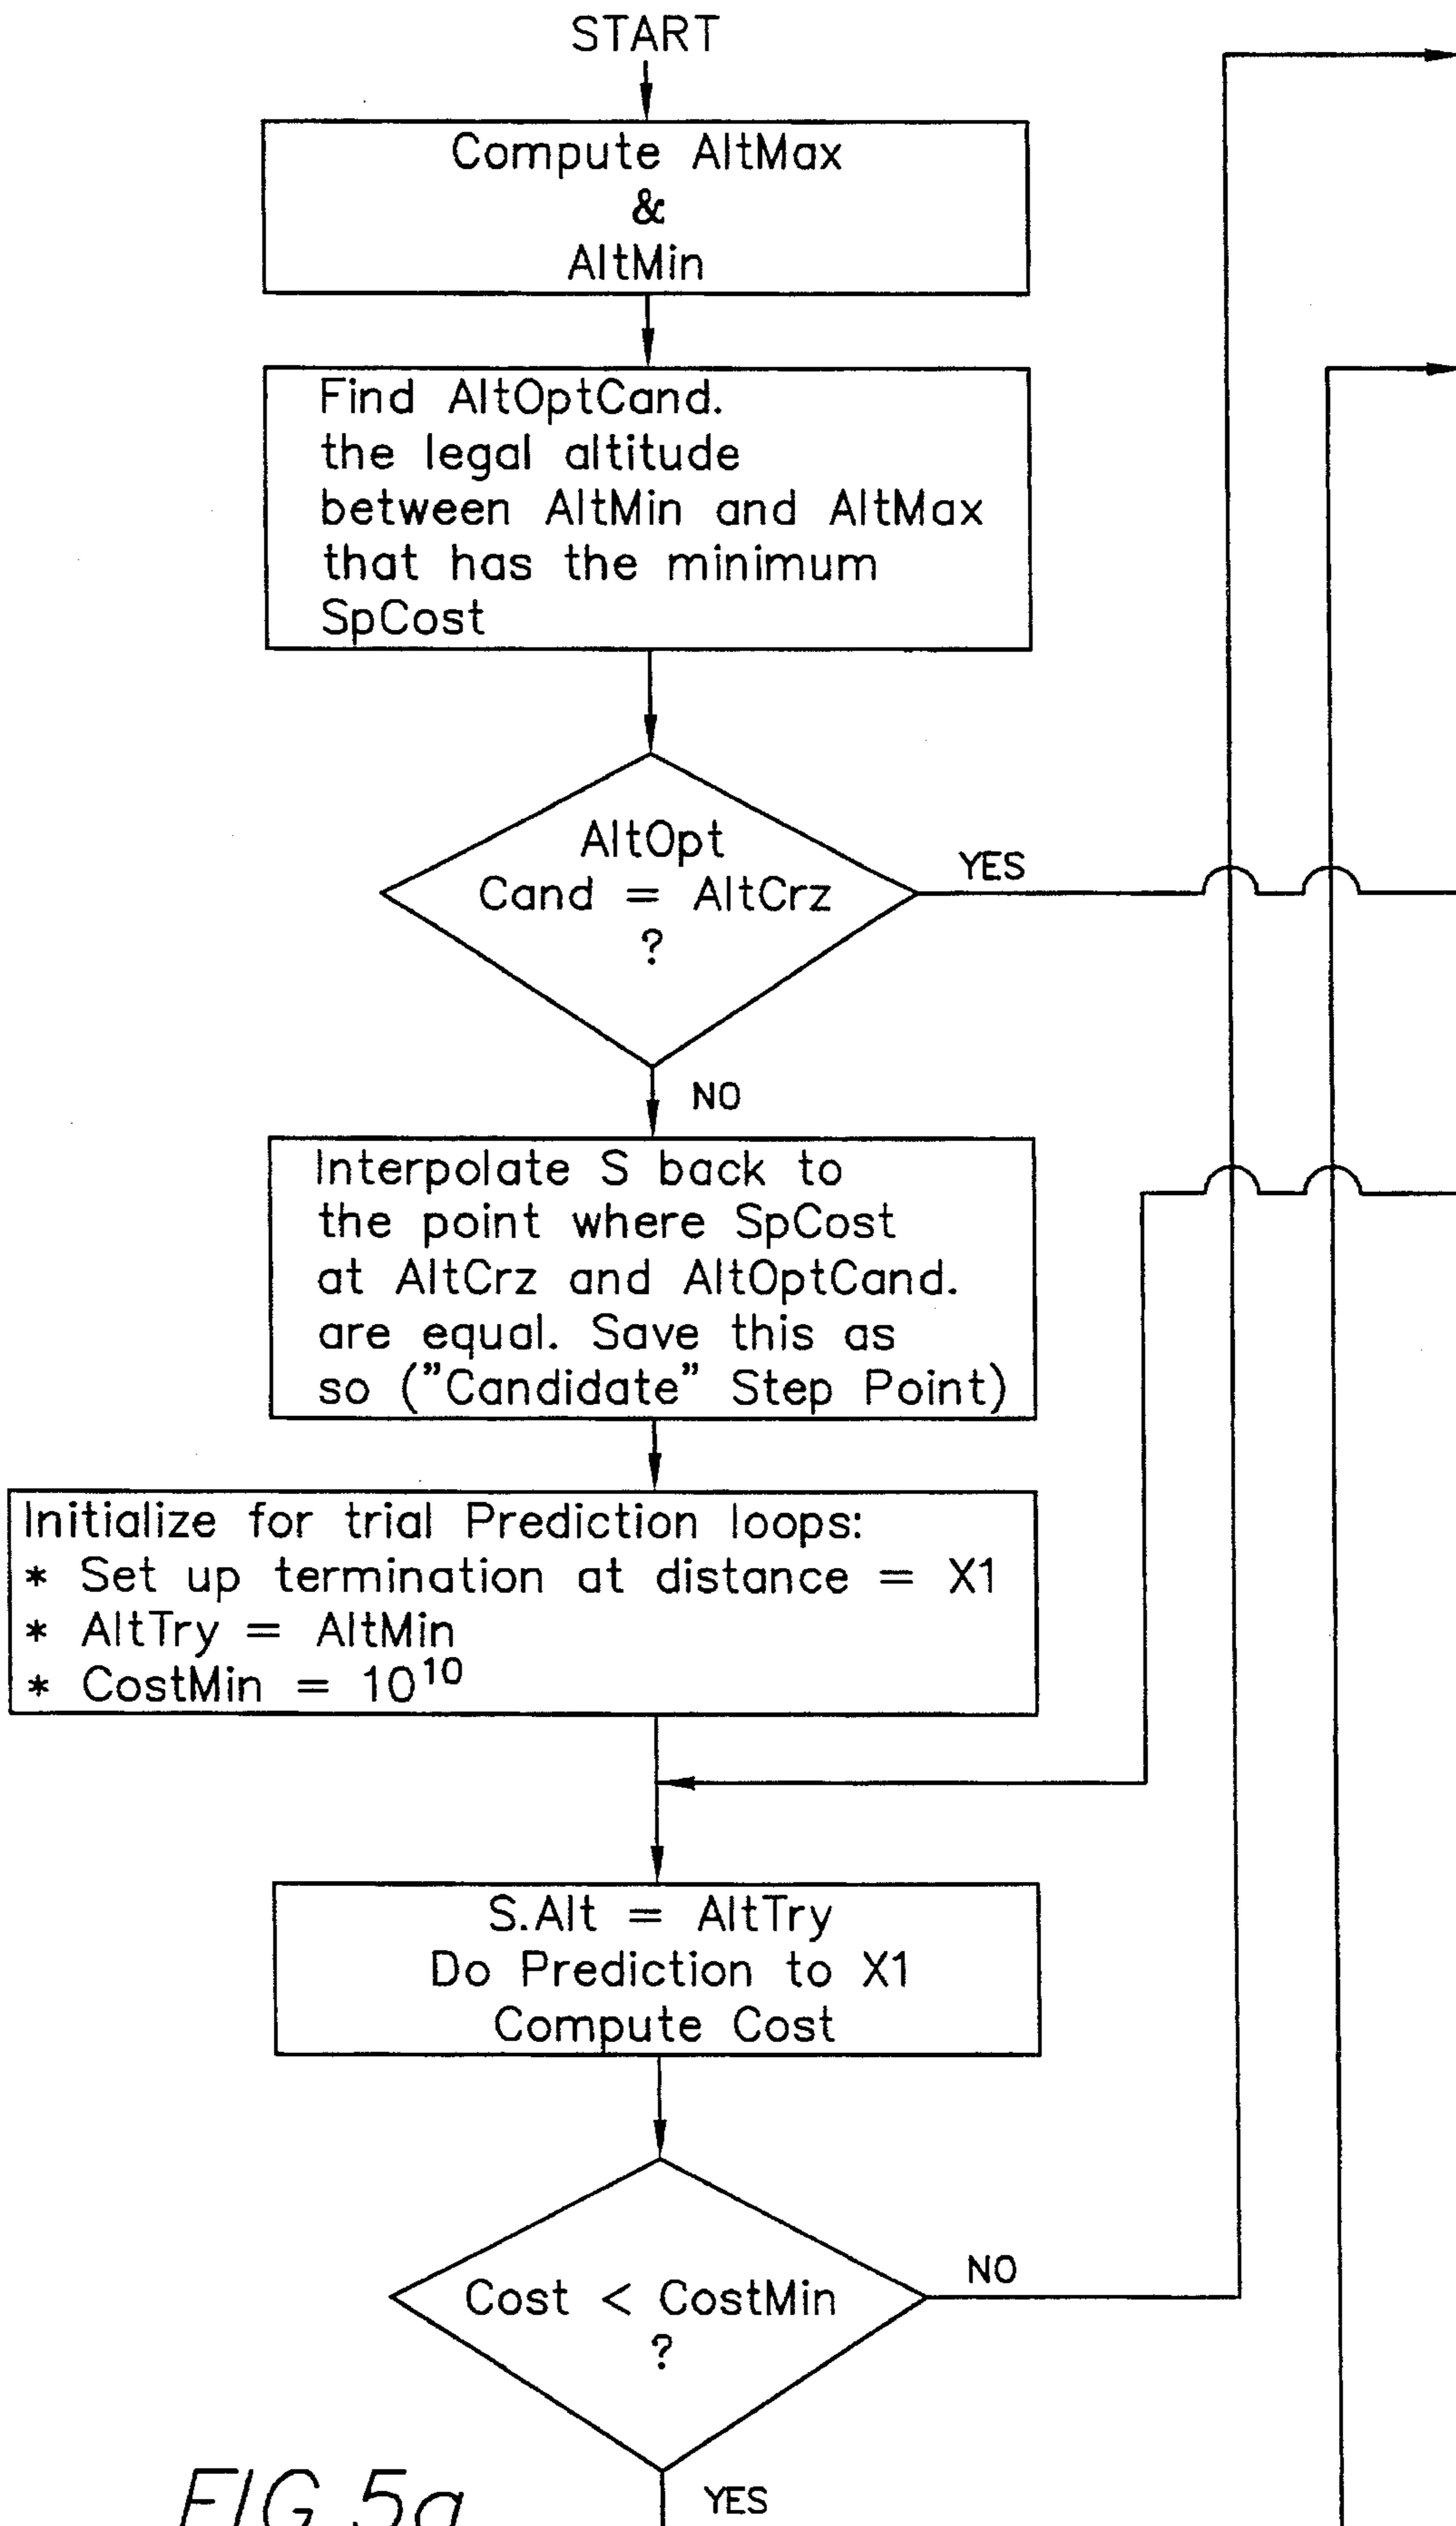 START
Compute AltMax
&
AltMin
Find AltOptCand.
the legal altitude
between AltMin and AltMax
that has the minimum
SpCost
AltOpt
Cand = AltCrz
?
YES
NO
Interpolate S back to
the point where SpCost
at AltCrz and AltOptCand.
are equal. Save this as
so ("Candidate" Step Point)
Initialize for trial Prediction loops:
* Set up termination at distance = X1
* AltTry = AltMin
* CostMin = 10¹⁰
S.Alt = AltTry
Do Prediction to X1
Compute Cost
Cost < CostMin
?
NO
YES
FIG. 5a